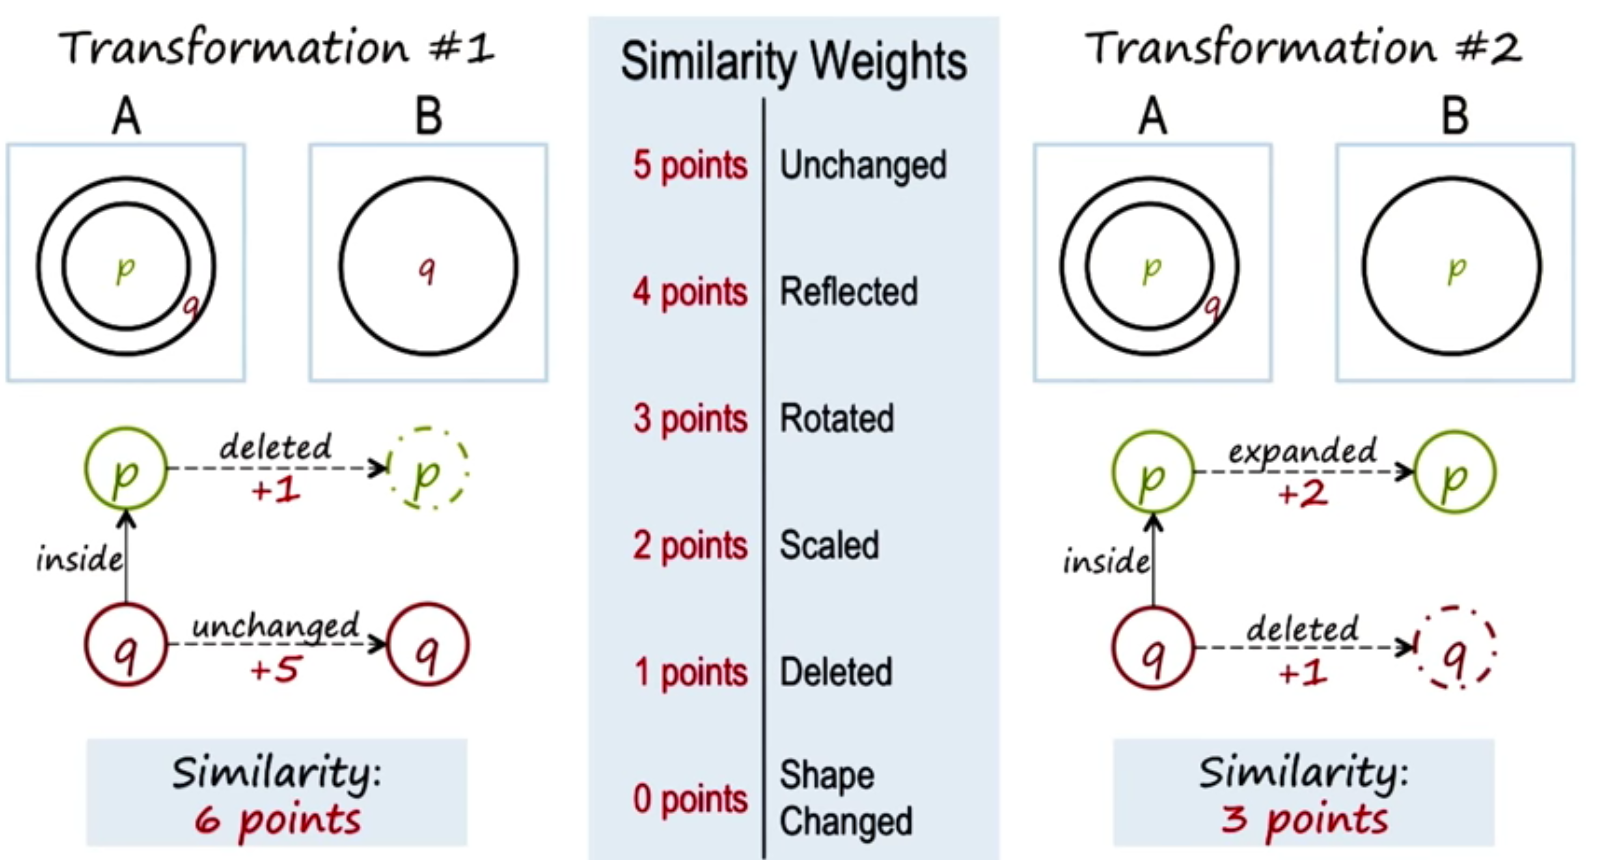 Transformation #1
A
B
p
q
q
deleted
+1
p
p
inside
unchanged
+5
q
q
Similarity:
6 points
Similarity Weights
5 points Unchanged
4 points Reflected
3 points Rotated
2 points Scaled
1 points Deleted
0 points Shape
Changed
Transformation #2
A
B
p
q
p
expanded
+2
p
p
inside
deleted
+1
q
q
Similarity:
3 points